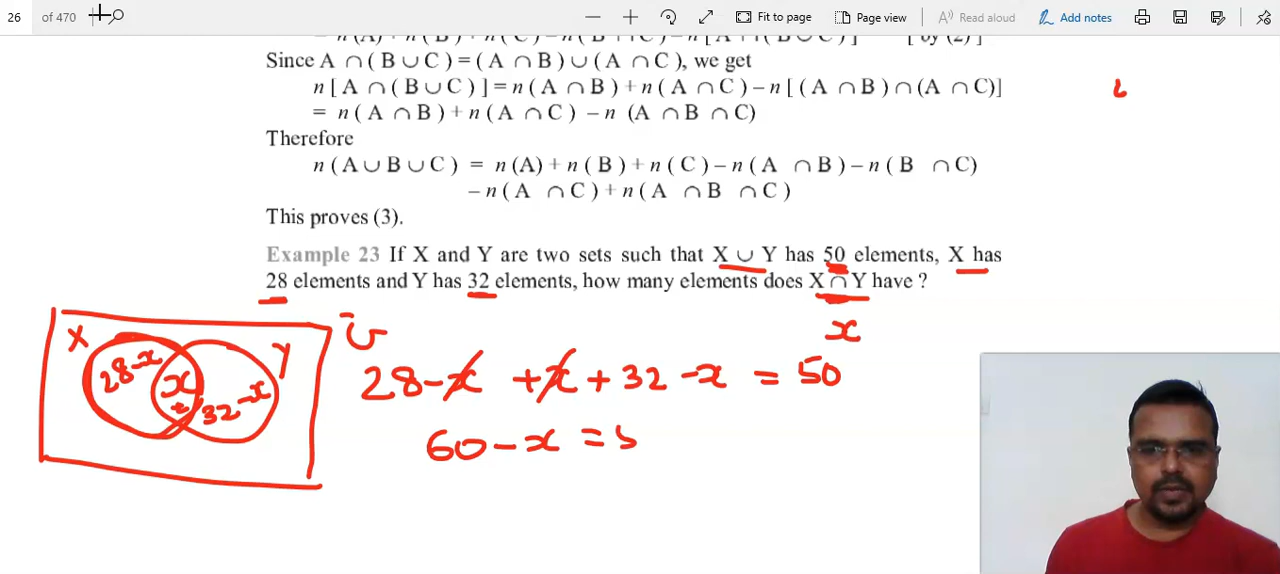 26 of 470 Fit to page Page view Read aloud Add notes
= n (A) + n ( B ) + n ( C ) − n ( B ∩ C ) − n [ A ∩ ( B ∪ C ) ] [ by (2) ]
Since A ∩ ( B ∪ C ) = ( A ∩ B ) ∪ ( A ∩ C ), we get
n [ A ∩ ( B ∪ C ) ] = n ( A ∩ B ) + n ( A ∩ C ) − n [ ( A ∩ B ) ∩ (A ∩ C)]
= n ( A ∩ B ) + n ( A ∩ C ) − n (A ∩ B ∩ C)
Therefore
n ( A ∪ B ∪ C ) = n (A) + n ( B ) + n ( C ) − n ( A ∩ B ) − n ( B ∩ C)
− n ( A ∩ C ) + n ( A ∩ B ∩ C )
This proves (3).
Example 23 If X and Y are two sets such that X ∪ Y has 50 elements, X has
28 elements and Y has 32 elements, how many elements does X ∩ Y have ?
X Y U x
28-x x 32-x
28 - x + x + 32 - x = 50
60 - x = 5